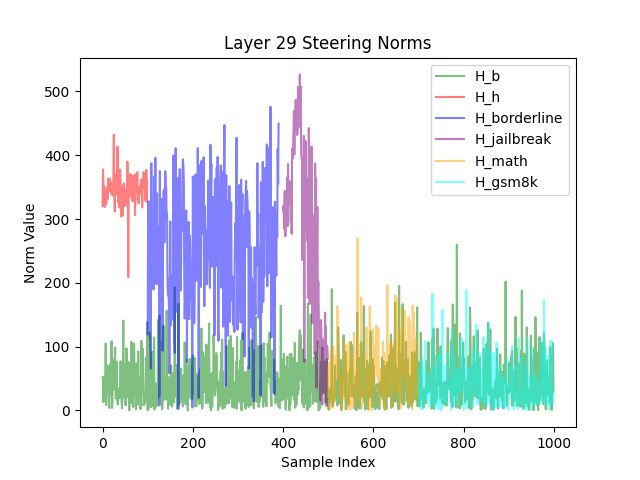 Layer 29 Steering Norms
Norm Value
500
400
300
200
100
0
H_b
H_h
H_borderline
H_jailbreak
H_math
H_gsm8k
0
200
400
600
800
1000
Sample Index